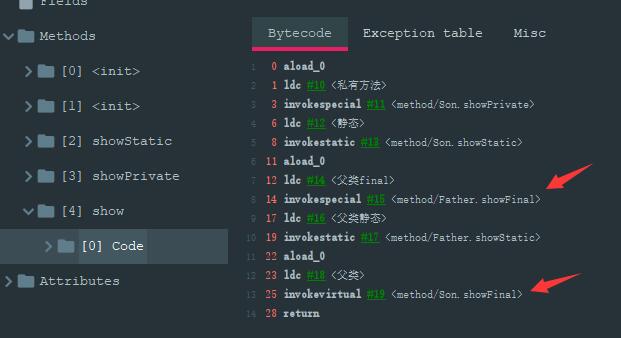 Fields
Methods
[0] <init>
[1] <init>
[2] showStatic
[3] showPrivate
[4] show
[0] Code
Attributes
Bytecode Exception table Misc
1 0 aload_0
2 1 ldc #10 <私有方法>
3 3 invokespecial #11 <method/Son.showPrivate>
4 6 ldc #12 <静态>
5 8 invokestatic #13 <method/Son.showStatic>
6 11 aload_0
7 12 ldc #14 <父类final>
8 14 invokespecial #15 <method/Father.showFinal>
9 17 ldc #16 <父类静态>
10 19 invokestatic #17 <method/Father.showStatic>
11 22 aload_0
12 23 ldc #18 <父类>
13 25 invokevirtual #19 <method/Son.showFinal>
14 28 return